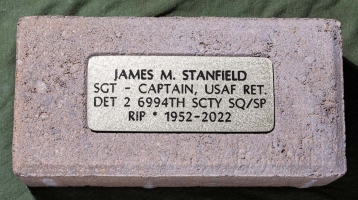 JAMES M. STANFIELD
SGT - CAPTAIN, USAF RET.
DET 2 6994TH SCTY SQ/SP
RIP * 1952-2022